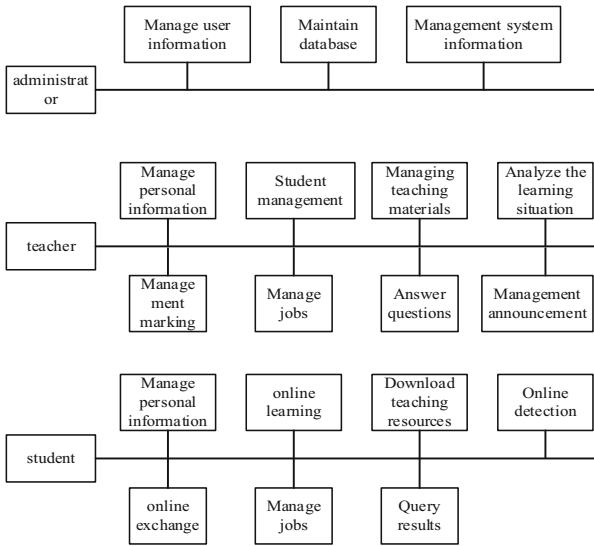 Manage user
information
Maintain
database
Management system
information
administrat
or
Manage
personal
information
Student
management
Managing
teaching
materials
Analyze the
learning
situation
teacher
Manage
ment
marking
Manage
jobs
Answer
questions
Management
announcement
Manage
personal
information
online
learning
Download
teaching
resources
Online
detection
student
online
exchange
Manage
jobs
Query
results